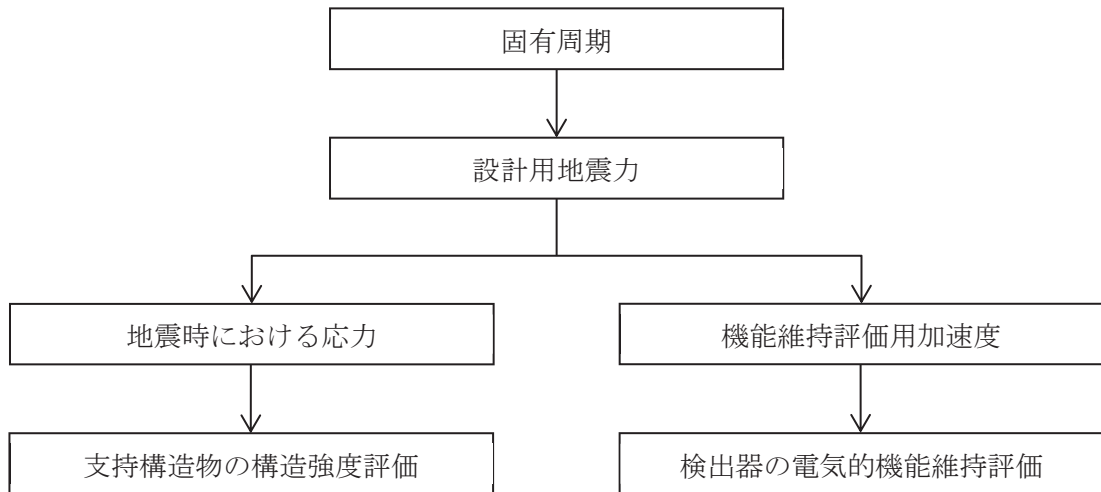 固有周期
設計用地震力
地震時における応力
機能維持評価用加速度
支持構造物の構造強度評価
検出器の電気的機能維持評価